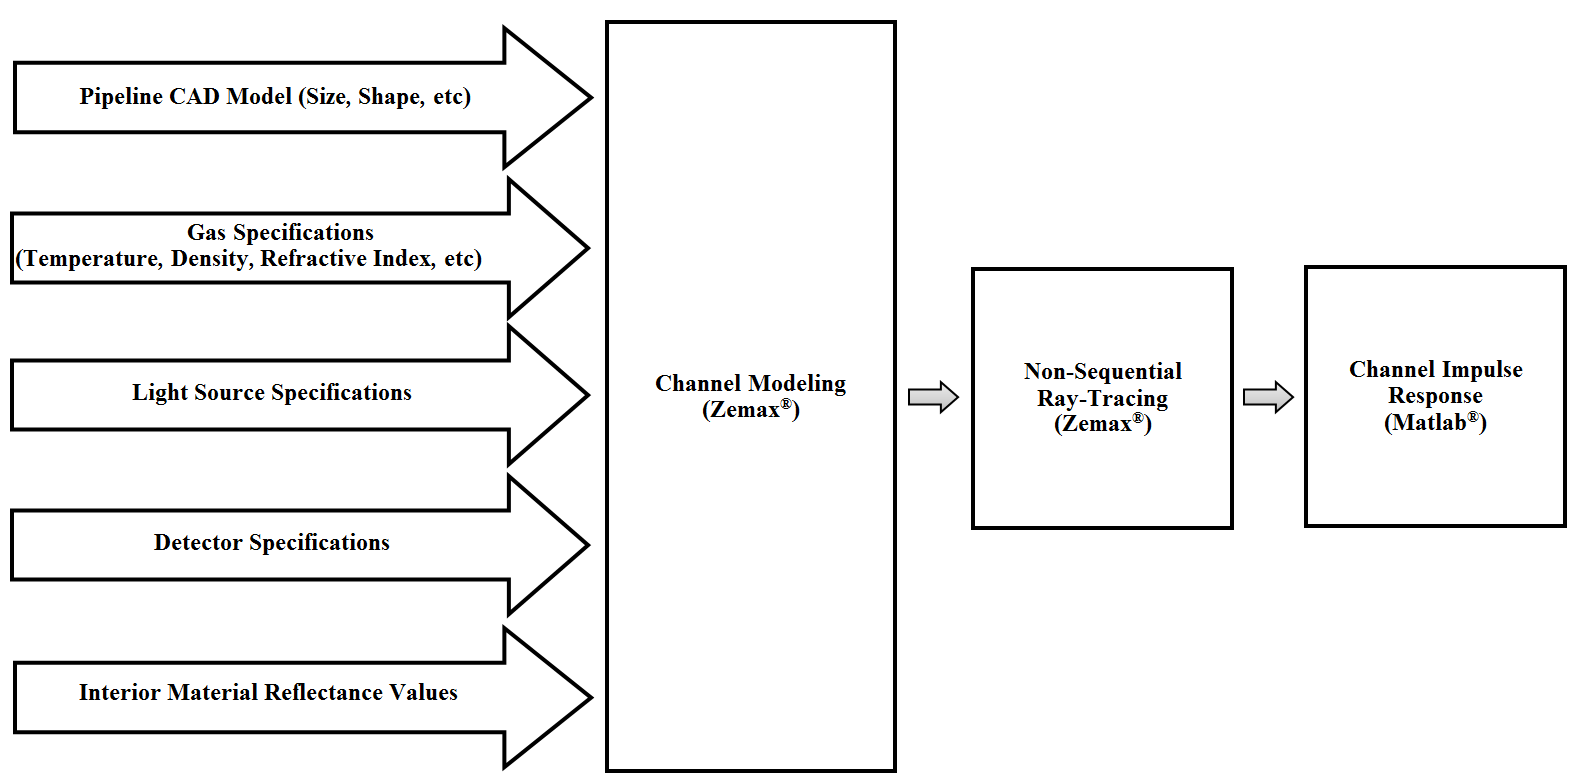 Pipeline CAD Model (Size, Shape, etc)
Gas Specifications
(Temperature, Density, Refractive Index, etc)
Light Source Specifications
Detector Specifications
Interior Material Reflectance Values
Channel Modeling
(Zemax®)
Non-Sequential
Ray-Tracing
(Zemax®)
Channel Impulse
Response
(Matlab®)